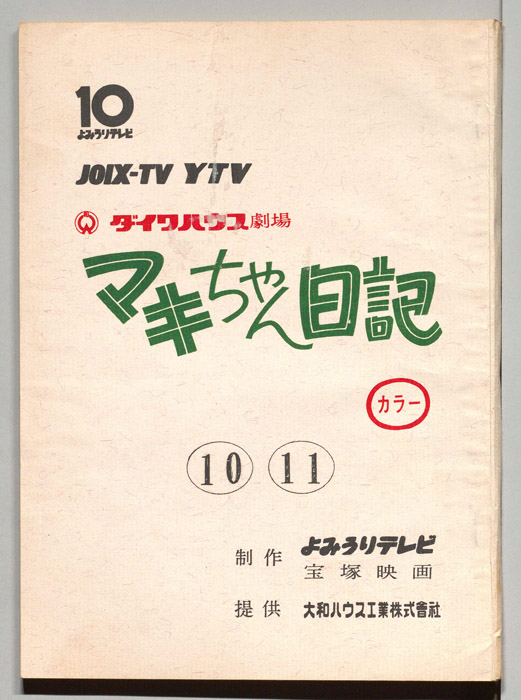 10
よみうりテレビ
JOIX-TV YTV
ダイワハウス劇場
マキちゃん日記
カラー
10 11
制作 よみうりテレビ
宝塚映画
提供 大和ハウス工業株式會社